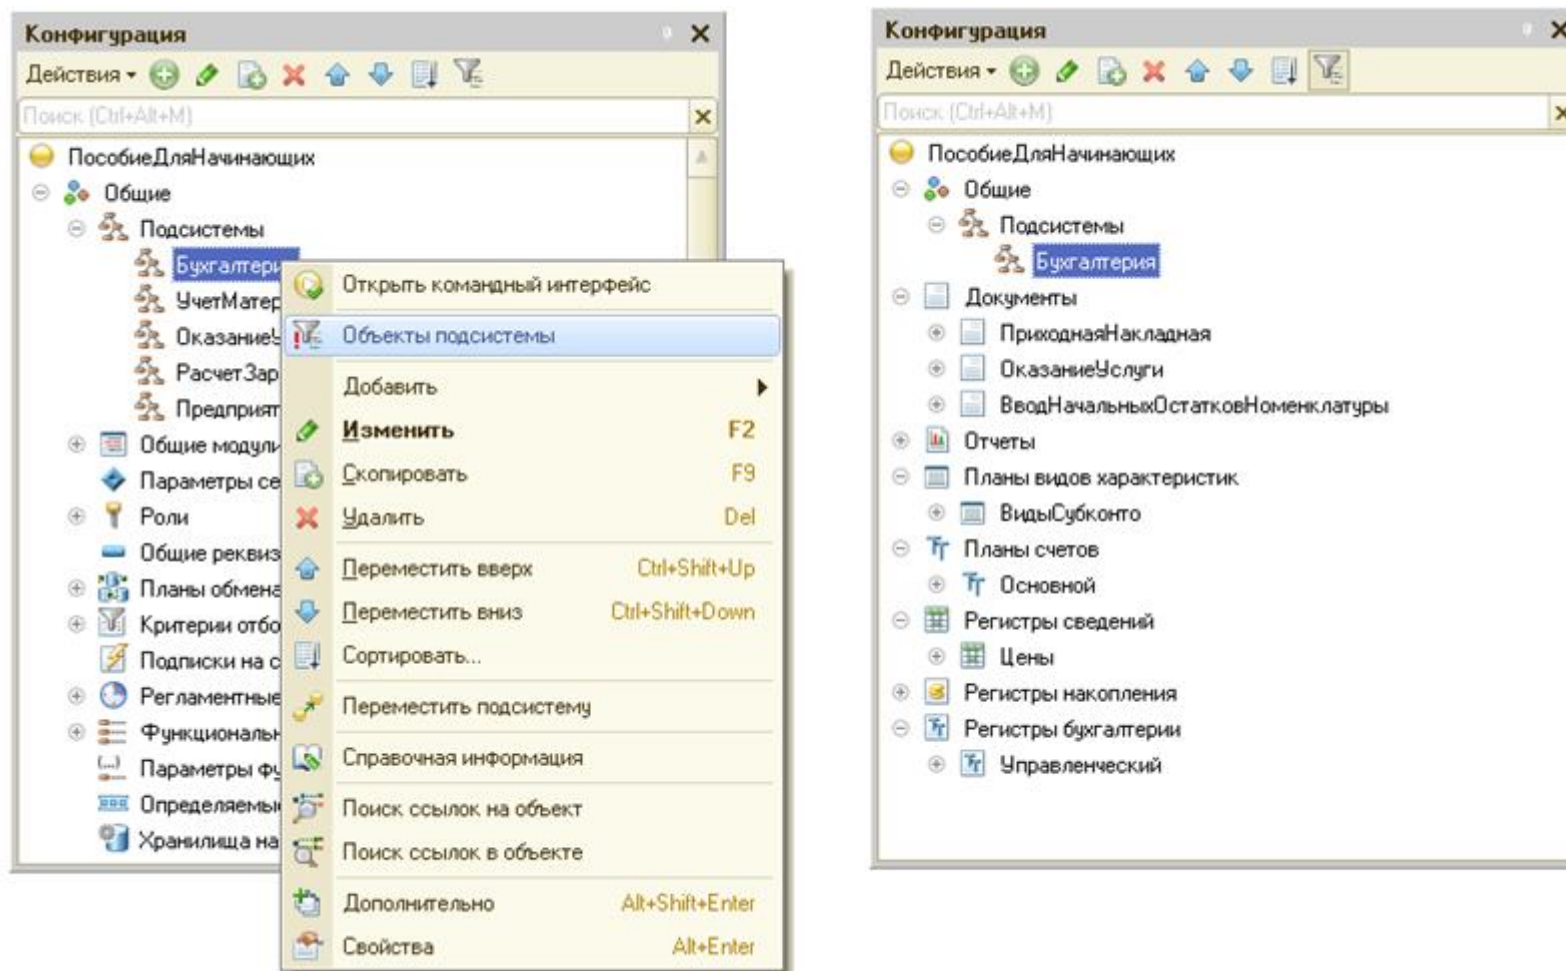 Конфигурация
Действия
Поиск (Ctrl+Alt+M)
ПособиеДляНачинающих
Общие
Подсистемы
Бухгалтери
УчетМатер
Оказание
РасчетЗар
Предприят
Общие модули
Параметры се
Роли
Общие реквиз
Планы обмена
Критерии отбо
Подписки на с
Регламентные
Функциональн
Параметры фу
Определяемы
Хранилища на
Открыть командный интерфейс
Объекты подсистемы
Добавить
Изменить F2
Скопировать F9
Удалить Del
Переместить вверх Ctrl+Shift+Up
Переместить вниз Ctrl+Shift+Down
Сортировать...
Переместить подсистему
Справочная информация
Поиск ссылок на объект
Поиск ссылок в объекте
Дополнительно Alt+Shift+Enter
Свойства Alt+Enter
Конфигурация
Действия
Поиск (Ctrl+Alt+M)
ПособиеДляНачинающих
Общие
Подсистемы
Бухгалтерия
Документы
ПриходнаяНакладная
ОказаниеУслуги
ВводНачальныхОстатковНоменклатуры
Отчеты
Планы видов характеристик
ВидыСубконто
Планы счетов
Основной
Регистры сведений
Цены
Регистры накопления
Регистры бухгалтерии
Управленческий